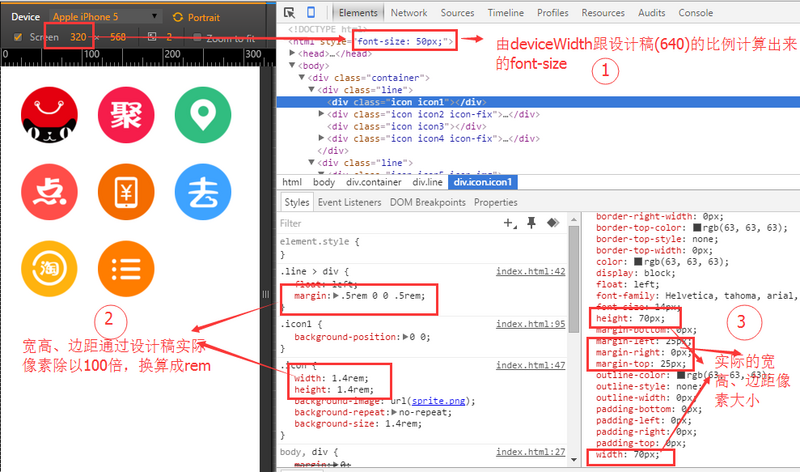 Device Apple iPhone 5 Portrait
Screen 320 × 568 2 Zoom to fit
0 100 200 300
聚
点 ¥ 去
淘
②
宽高、边距通过设计稿实际
像素除以100倍，换算成rem
Elements Network Sources Timeline Profiles Resources Audits Console
<!DOCTYPE html>
<html style="font-size: 50px;">
▶<head>…</head>
▼<body>
▼<div class="container">
▼<div class="line">
<div class="icon icon1"></div>
▶<div class="icon icon2 icon-fix">…</div>
<div class="icon icon3"></div>
▶<div class="icon icon4 icon-fix">…</div>
</div>
▼<div class="line">
由deviceWidth跟设计稿(640)的比例计算出来
的font-size
①
html body div.container div.line div.icon.icon1
Styles Event Listeners DOM Breakpoints Properties
Filter
element.style {
}
.line > div { index.html:42
float: left;
margin:▶.5rem 0 0 .5rem;
}
.icon1 { index.html:95
background-position:▶0 0;
}
.icon { index.html:47
width: 1.4rem;
height: 1.4rem;
background-image: url(sprite.png);
background-repeat:▶no-repeat;
background-size: 1.4rem;
}
body, div { index.html:27
margin:▶0;
border-right-width: 0px;
border-top-color: rgb(63, 63, 63);
border-top-style: none;
border-top-width: 0px;
color: rgb(63, 63, 63);
display: block;
float: left;
font-family: Helvetica, tahoma, arial,
font-size: 14px;
height: 70px;
margin-bottom: 0px;
margin-left: 25px;
margin-right: 0px;
margin-top: 25px;
outline-color: rgb(63, 63, 63);
outline-style: none;
outline-width: 0px;
padding-bottom: 0px;
padding-left: 0px;
padding-right: 0px;
padding-top: 0px;
width: 70px;
③
实际的宽
高、边距像
素大小